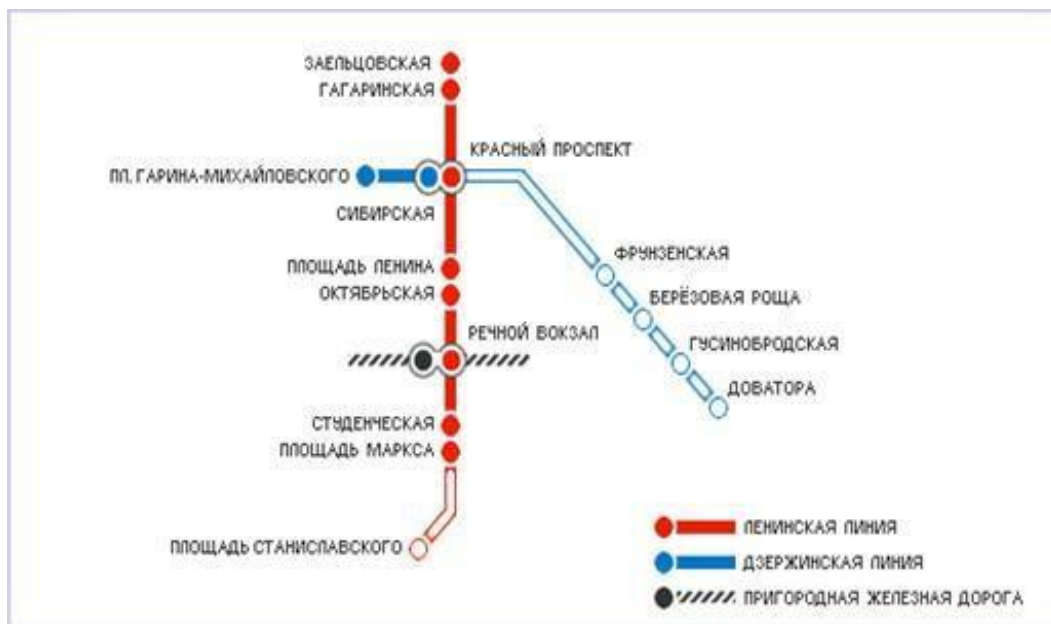 ЗАЕЛЬЦОВСКАЯ
ГАГАРИНСКАЯ
КРАСНЫЙ ПРОСПЕКТ
ПЛ. ГАРИНА-МИХАЙЛОВСКОГО
СИБИРСКАЯ
ФРУНЗЕНСКАЯ
ПЛОЩАДЬ ЛЕНИНА
ОКТЯБРЬСКАЯ
БЕРЁЗОВАЯ РОЩА
РЕЧНОЙ ВОКЗАЛ
ГУСИНОБРОДСКАЯ
ДОВАТОРА
СТУДЕНЧЕСКАЯ
ПЛОЩАДЬ МАРКСА
ПЛОЩАДЬ СТАНИСЛАВСКОГО
ЛЕНИНСКАЯ ЛИНИЯ
ДЗЕРЖИНСКАЯ ЛИНИЯ
ПРИГОРОДНАЯ ЖЕЛЕЗНАЯ ДОРОГА